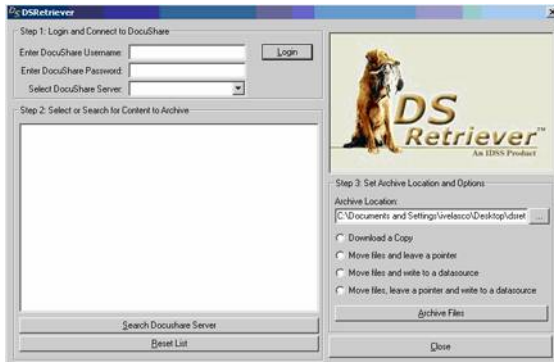 DSRetriever
Step 1: Login and Connect to DocuShare
Enter DocuShare Username:
Login
Enter DocuShare Password:
Select DocuShare Server:
Step 2: Select or Search for Content to Archive
Search Docushare Server
Reset List
DS
Retriever™
An IDSS Product
Step 3: Set Archive Location and Options
Archive Location:
C:\Documents and Settings\ivelasco\Desktop\dsret
...
Download a Copy
Move files and leave a pointer
Move files and write to a datasource
Move files, leave a pointer and write to a datasource
Archive Files
Close